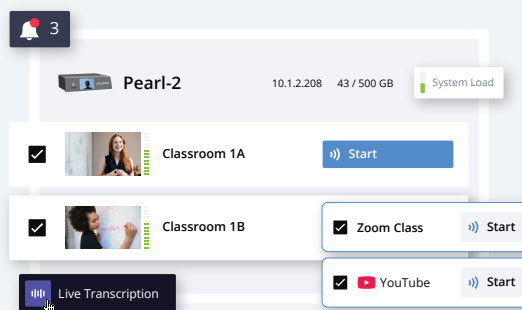 3
Pearl-2 10.1.2.208 43 / 500 GB System Load
Classroom 1A Start
Classroom 1B
Zoom Class Start
YouTube Start
Live Transcription